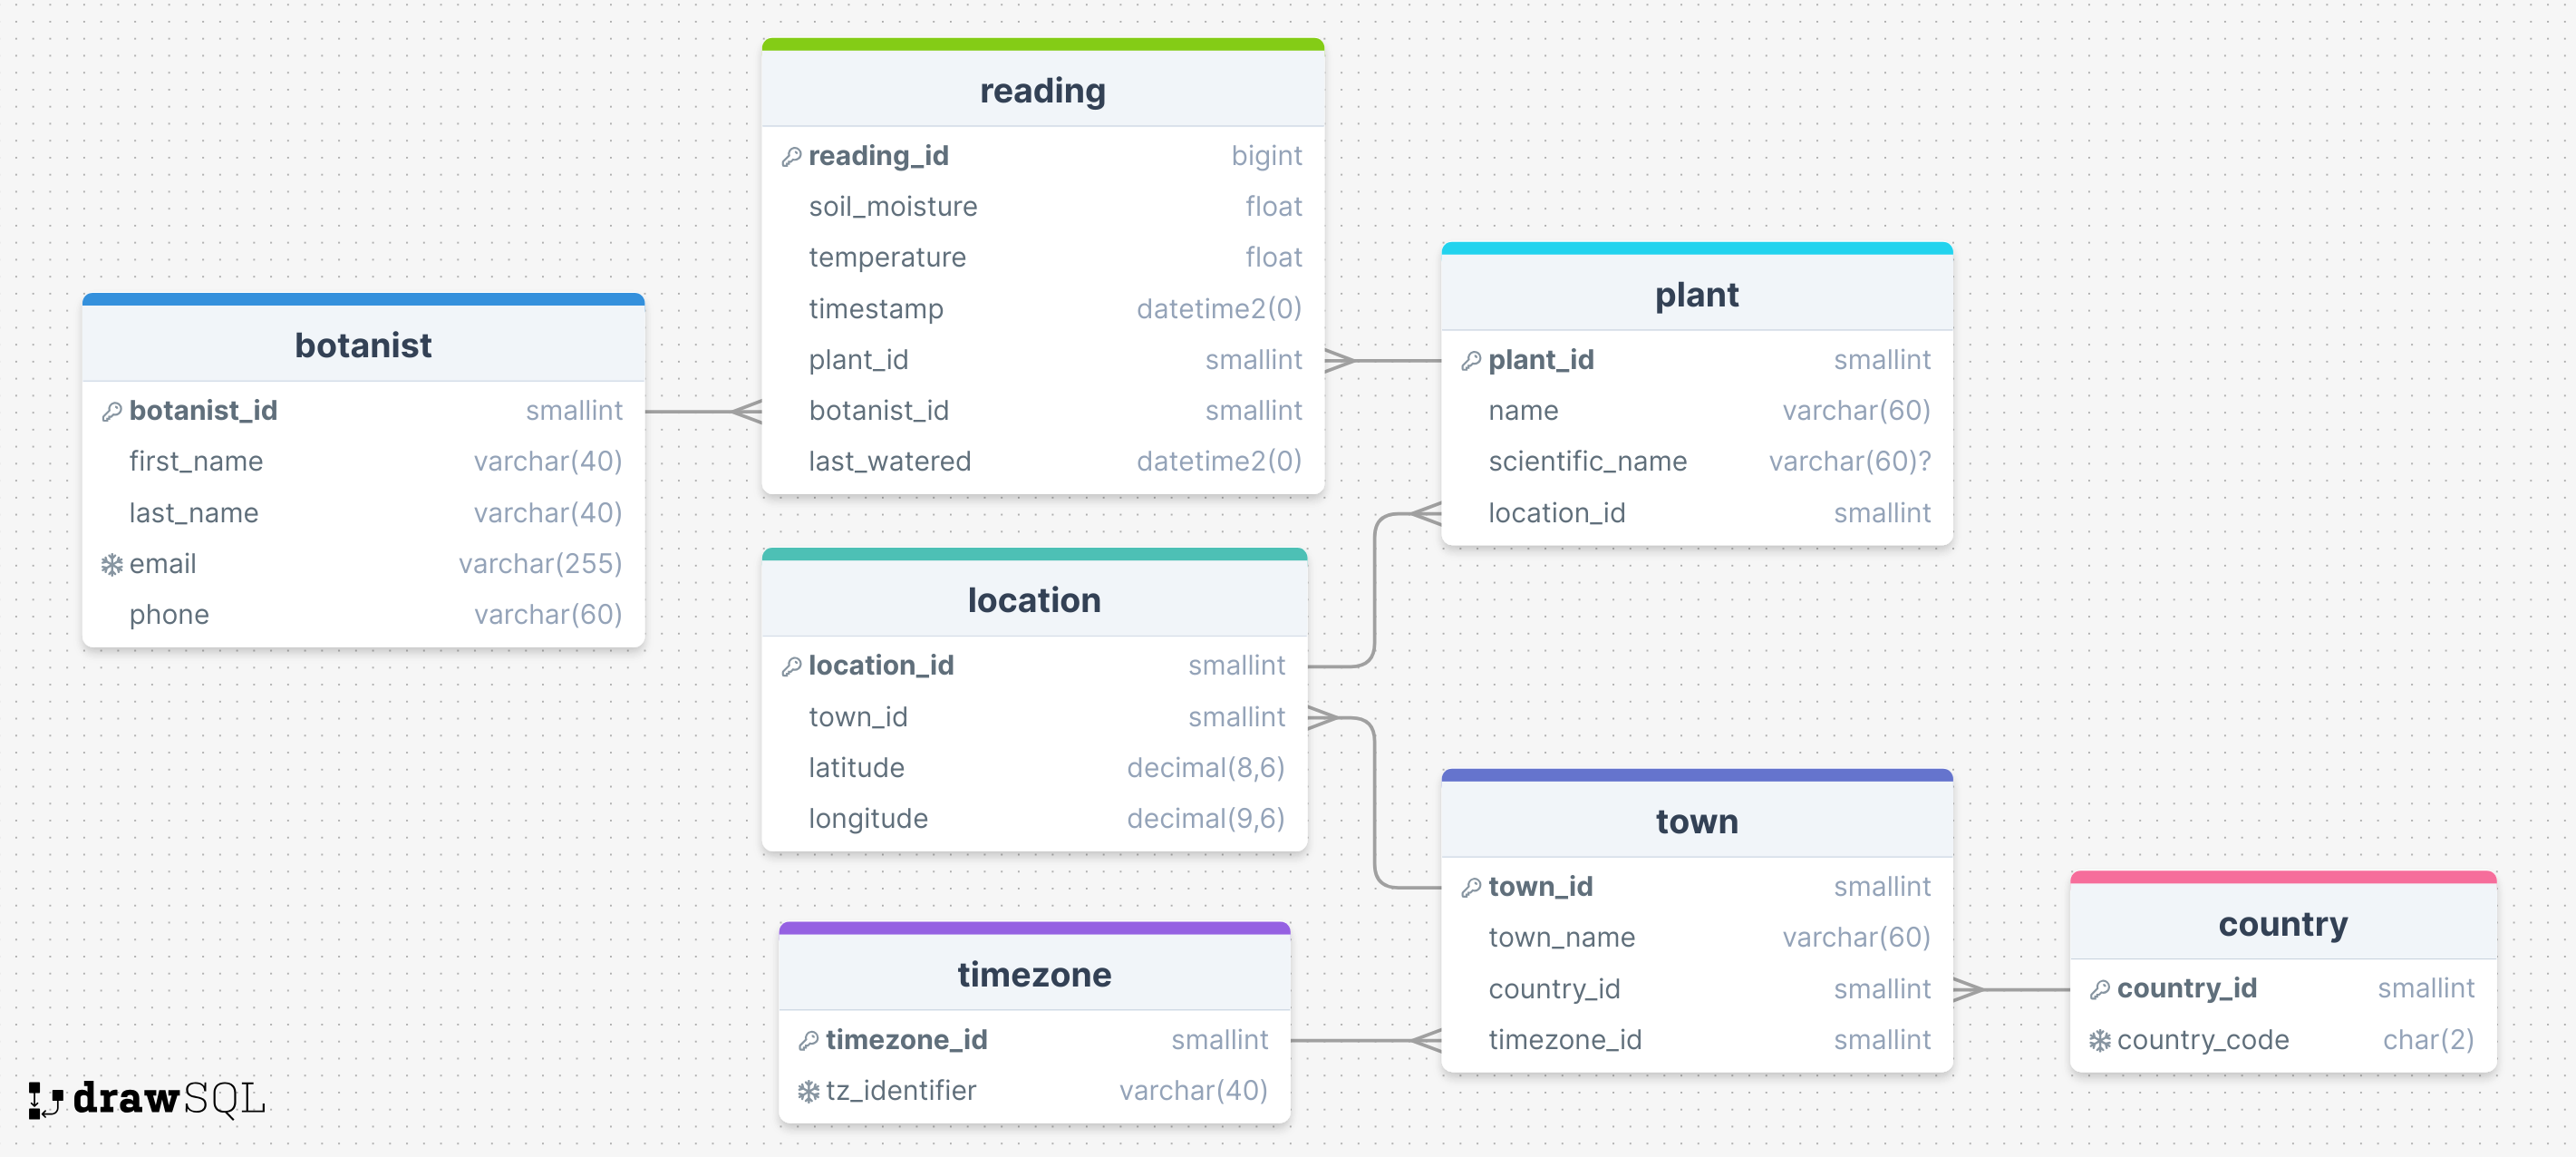 reading
reading_id bigint
soil_moisture float
temperature float
timestamp datetime2(0)
plant_id smallint
botanist_id smallint
last_watered datetime2(0)
botanist
botanist_id smallint
first_name varchar(40)
last_name varchar(40)
email varchar(255)
phone varchar(60)
plant
plant_id smallint
name varchar(60)
scientific_name varchar(60)?
location_id smallint
location
location_id smallint
town_id smallint
latitude decimal(8,6)
longitude decimal(9,6)
town
town_id smallint
town_name varchar(60)
country_id smallint
timezone_id smallint
timezone
timezone_id smallint
tz_identifier varchar(40)
country
country_id smallint
country_code char(2)
drawSQL